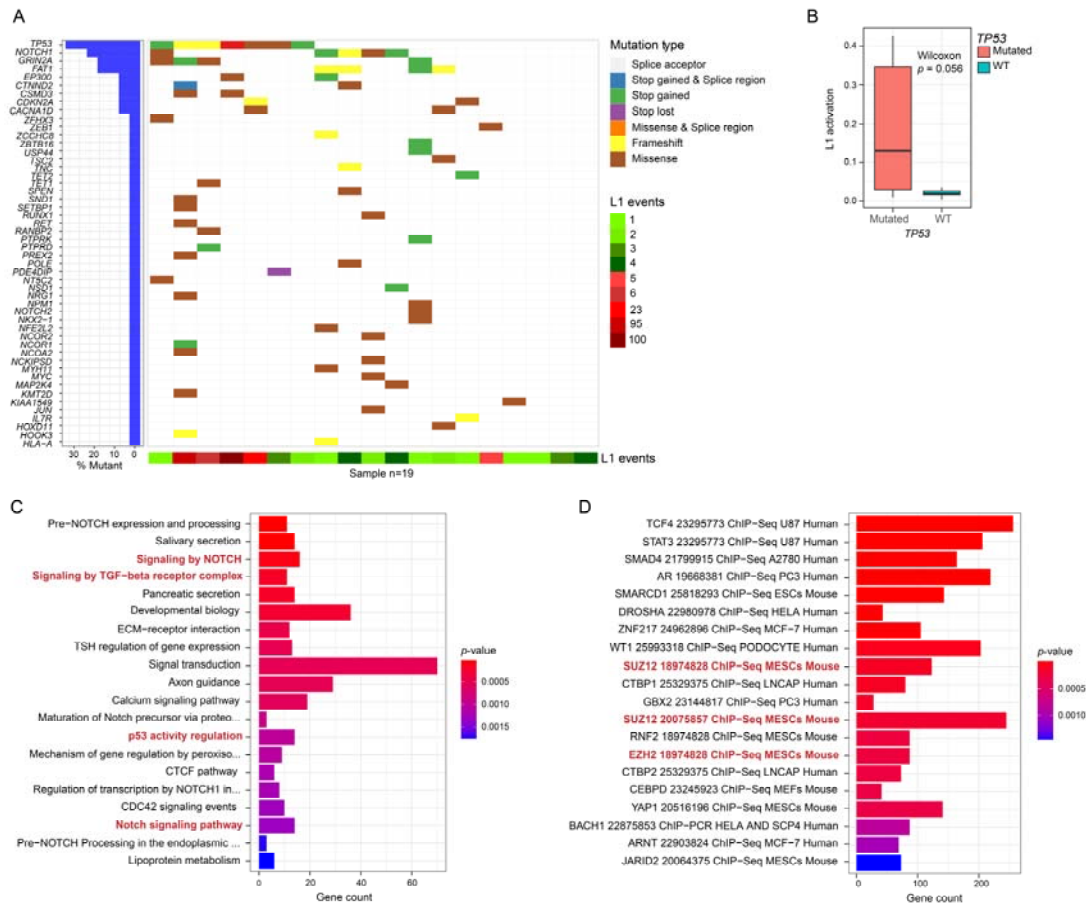 A
TP53
NOTCH1
GRIN2A
FAT1
EP300
CTNND2
CSMD3
CDKN2A
CACNA1D
ZFHX3
ZEB1
ZCCHC8
ZBTB16
USP44
TSC2
TNC
TET2
TET1
SPEN
SND1
SETBP1
RUNX1
RET
RANBP2
PTPRK
PTPRD
PREX2
POLE
PDE4DIP
NT5C2
NSD1
NRG1
NPM1
NOTCH2
NKX2-1
NFE2L2
NCOR2
NCOR1
NCOA2
NCKIPSD
MYH11
MYC
MAP2K4
KMT2D
KIAA1549
JUN
IL7R
HOXD11
HOOK3
HLA-A
30 20 10 0
% Mutant
Sample n=19
L1 events
Mutation type
Splice acceptor
Stop gained & Splice region
Stop gained
Stop lost
Missense & Splice region
Frameshift
Missense
L1 events
1
2
3
4
5
6
23
95
100
B
L1 activation
0.4
0.3
0.2
0.1
0.0
Wilcoxon
p = 0.056
Mutated WT
TP53
TP53
Mutated
WT
C
Pre−NOTCH expression and processing
Salivary secretion
Signaling by NOTCH
Signaling by TGF−beta receptor complex
Pancreatic secretion
Developmental biology
ECM−receptor interaction
TSH regulation of gene expression
Signal transduction
Axon guidance
Calcium signaling pathway
Maturation of Notch precursor via proteo...
p53 activity regulation
Mechanism of gene regulation by peroxiso...
CTCF pathway
Regulation of transcription by NOTCH1 in...
CDC42 signaling events
Notch signaling pathway
Pre−NOTCH Processing in the endoplasmic ...
Lipoprotein metabolism
0 20 40 60
Gene count
p-value
0.0005
0.0010
0.0015
D
TCF4 23295773 ChIP−Seq U87 Human
STAT3 23295773 ChIP−Seq U87 Human
SMAD4 21799915 ChIP−Seq A2780 Human
AR 19668381 ChIP−Seq PC3 Human
SMARCD1 25818293 ChIP−Seq ESCs Mouse
DROSHA 22980978 ChIP−Seq HELA Human
ZNF217 24962896 ChIP−Seq MCF−7 Human
WT1 25993318 ChIP−Seq PODOCYTE Human
SUZ12 18974828 ChIP−Seq MESCs Mouse
CTBP1 25329375 ChIP−Seq LNCAP Human
GBX2 23144817 ChIP−Seq PC3 Human
SUZ12 20075857 ChIP−Seq MESCs Mouse
RNF2 18974828 ChIP−Seq MESCs Mouse
EZH2 18974828 ChIP−Seq MESCs Mouse
CTBP2 25329375 ChIP−Seq LNCAP Human
CEBPD 23245923 ChIP−Seq MEFs Mouse
YAP1 20516196 ChIP−Seq MESCs Mouse
BACH1 22875853 ChIP−PCR HELA AND SCP4 Human
ARNT 22903824 ChIP−Seq MCF−7 Human
JARID2 20064375 ChIP−Seq MESCs Mouse
0 100 200
Gene count
p-value
0.0005
0.0010